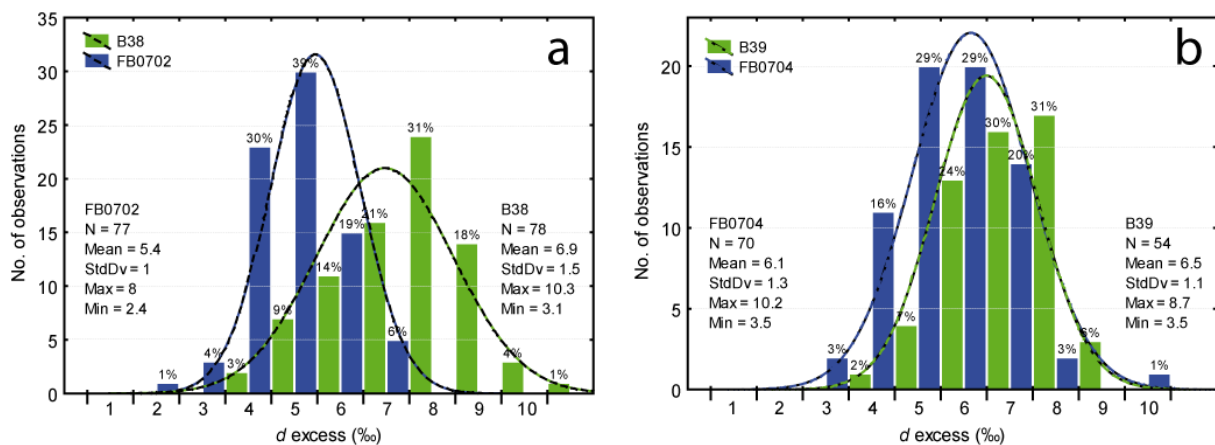 35
30
25
20
15
10
5
0
No. of observations
B38
FB0702
a
39%
30%
31%
21%
19%
18%
14%
9%
6%
4%
3%
4%
1%
1%
FB0702
N = 77
Mean = 5.4
StdDv = 1
Max = 8
Min = 2.4
B38
N = 78
Mean = 6.9
StdDv = 1.5
Max = 10.3
Min = 3.1
1 2 3 4 5 6 7 8 9 10
d excess (‰)
20
15
10
5
0
No. of observations
B39
FB0704
b
29%
29%
31%
30%
24%
20%
16%
7%
6%
3%
2%
3%
1%
FB0704
N = 70
Mean = 6.1
StdDv = 1.3
Max = 10.2
Min = 3.5
B39
N = 54
Mean = 6.5
StdDv = 1.1
Max = 8.7
Min = 3.5
1 2 3 4 5 6 7 8 9 10
d excess (‰)